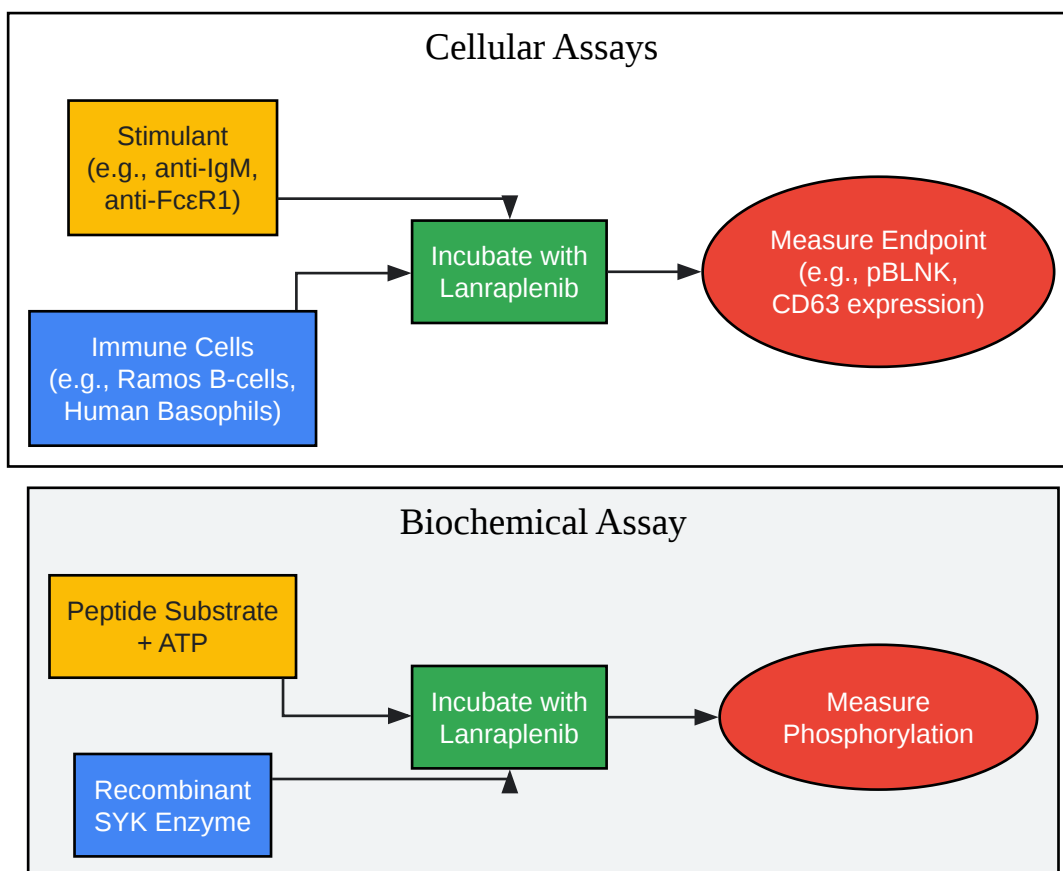 Cellular Assays
Stimulant
(e.g., anti-IgM,
anti-FcεR1)
Incubate with
Lanraplenib
Measure Endpoint
(e.g., pBLNK,
CD63 expression)
Immune Cells
(e.g., Ramos B-cells,
Human Basophils)
Biochemical Assay
Peptide Substrate
+ ATP
Incubate with
Lanraplenib
Measure
Phosphorylation
Recombinant
SYK Enzyme